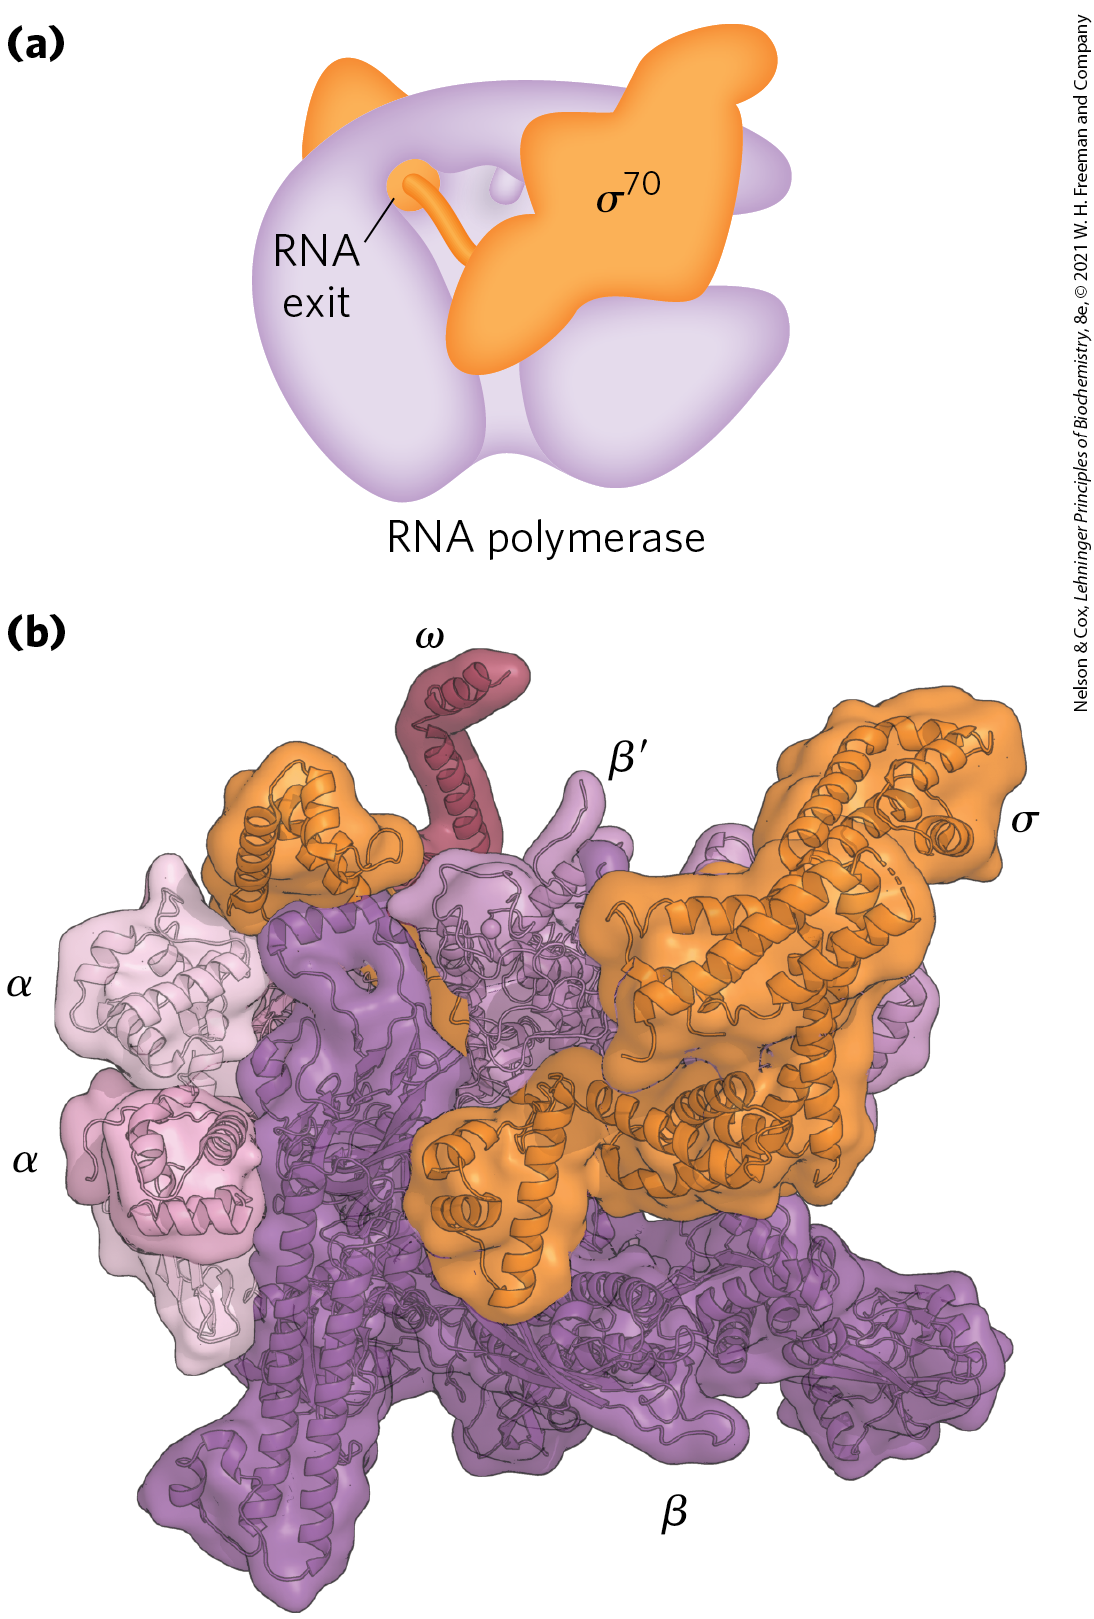 (a)
σ⁷⁰
RNA
exit
RNA polymerase
(b)
ω
β′
σ
α
α
β
Nelson & Cox, Lehninger Principles of Biochemistry, 8e, © 2021 W. H. Freeman and Company